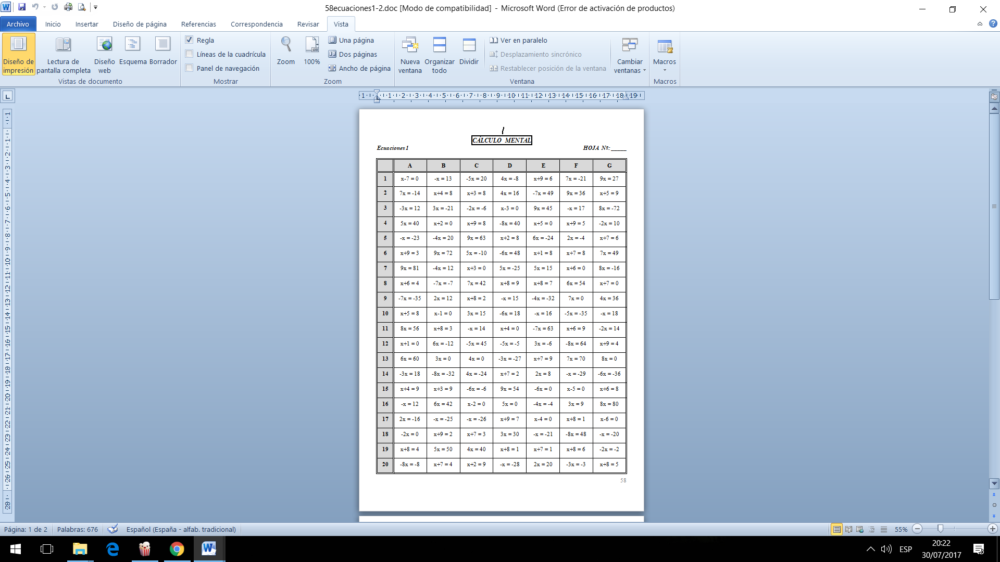 58ecuaciones1-2.doc [Modo de compatibilidad] - Microsoft Word (Error de activación de productos)
Archivo Inicio Insertar Diseño de página Referencias Correspondencia Revisar Vista
Diseño de impresión
Lectura de pantalla completa
Diseño web
Esquema
Borrador
Vistas de documento
Regla
Líneas de la cuadrícula
Panel de navegación
Mostrar
Zoom
100%
Una página
Dos páginas
Ancho de página
Zoom
Nueva ventana
Organizar todo
Dividir
Ver en paralelo
Desplazamiento sincrónico
Restablecer posición de la ventana
Ventana
Cambiar ventanas
Macros
Macros
1 1 2 3 4 5 6 7 8 9 10 11 12 13 14 15 16 17 18 19
CÁLCULO MENTAL
Ecuaciones 1 HOJA Nº: _____
A B C D E F G
1 x-7 = 0 -x = 13 -5x = 20 4x = -8 x+9 = 6 7x = -21 9x = 27
2 7x = -14 x+4 = 8 x+3 = 8 4x = 16 -7x = 49 9x = 36 x+5 = 9
3 -3x = 12 3x = -21 -2x = -6 x-3 = 0 9x = 45 -x = 17 8x = -72
4 5x = 40 x+2 = 0 x+9 = 8 -8x = 40 x+5 = 0 x+9 = 5 -2x = 10
5 -x = -23 -4x = 20 9x = 63 x+2 = 8 6x = -24 2x = -4 x+7 = 6
6 x+9 = 3 9x = 72 5x = -10 -6x = 48 x+1 = 8 x+7 = 8 7x = 49
7 9x = 81 -4x = 12 x+3 = 0 5x = -25 5x = 15 x+6 = 0 8x = -16
8 x+6 = 4 -7x = -7 7x = 42 x+8 = 9 x+8 = 7 6x = 54 x+7 = 0
9 -7x = -35 2x = 12 x+8 = 2 -x = 15 -4x = -32 7x = 0 4x = 36
10 x+5 = 8 x-1 = 0 3x = 15 -6x = 18 -x = 16 -5x = -35 -x = 18
11 8x = 56 x+8 = 3 -x = 14 x+4 = 0 -7x = 63 x+6 = 9 -2x = 14
12 x+1 = 0 6x = -12 -5x = 45 -5x = -5 3x = -6 -8x = 64 x+9 = 4
13 6x = 60 3x = 0 4x = 0 -3x = -27 x+7 = 9 7x = 70 8x = 0
14 -3x = 18 -8x = -32 4x = -24 x+7 = 2 2x = 8 -x = -29 -6x = -36
15 x+4 = 9 x+3 = 9 -6x = -6 9x = 54 -6x = 0 x-5 = 0 x+6 = 8
16 -x = 12 6x = 42 x-2 = 0 5x = 0 -4x = -4 3x = 9 8x = 80
17 2x = -16 -x = -25 -x = -26 x+9 = 7 x-4 = 0 x+8 = 1 x-6 = 0
18 -2x = 0 x+9 = 2 x+7 = 3 3x = 30 -x = -21 -8x = 48 -x = -20
19 x+8 = 4 5x = 50 4x = 40 x+8 = 1 x+7 = 1 x+8 = 6 -2x = -2
20 -8x = -8 x+7 = 4 x+2 = 9 -x = -28 2x = 20 -3x = -3 x+8 = 5
58
Página: 1 de 2 Palabras: 676 Español (España - alfab. tradicional) 55%
ESP
20:22
30/07/2017